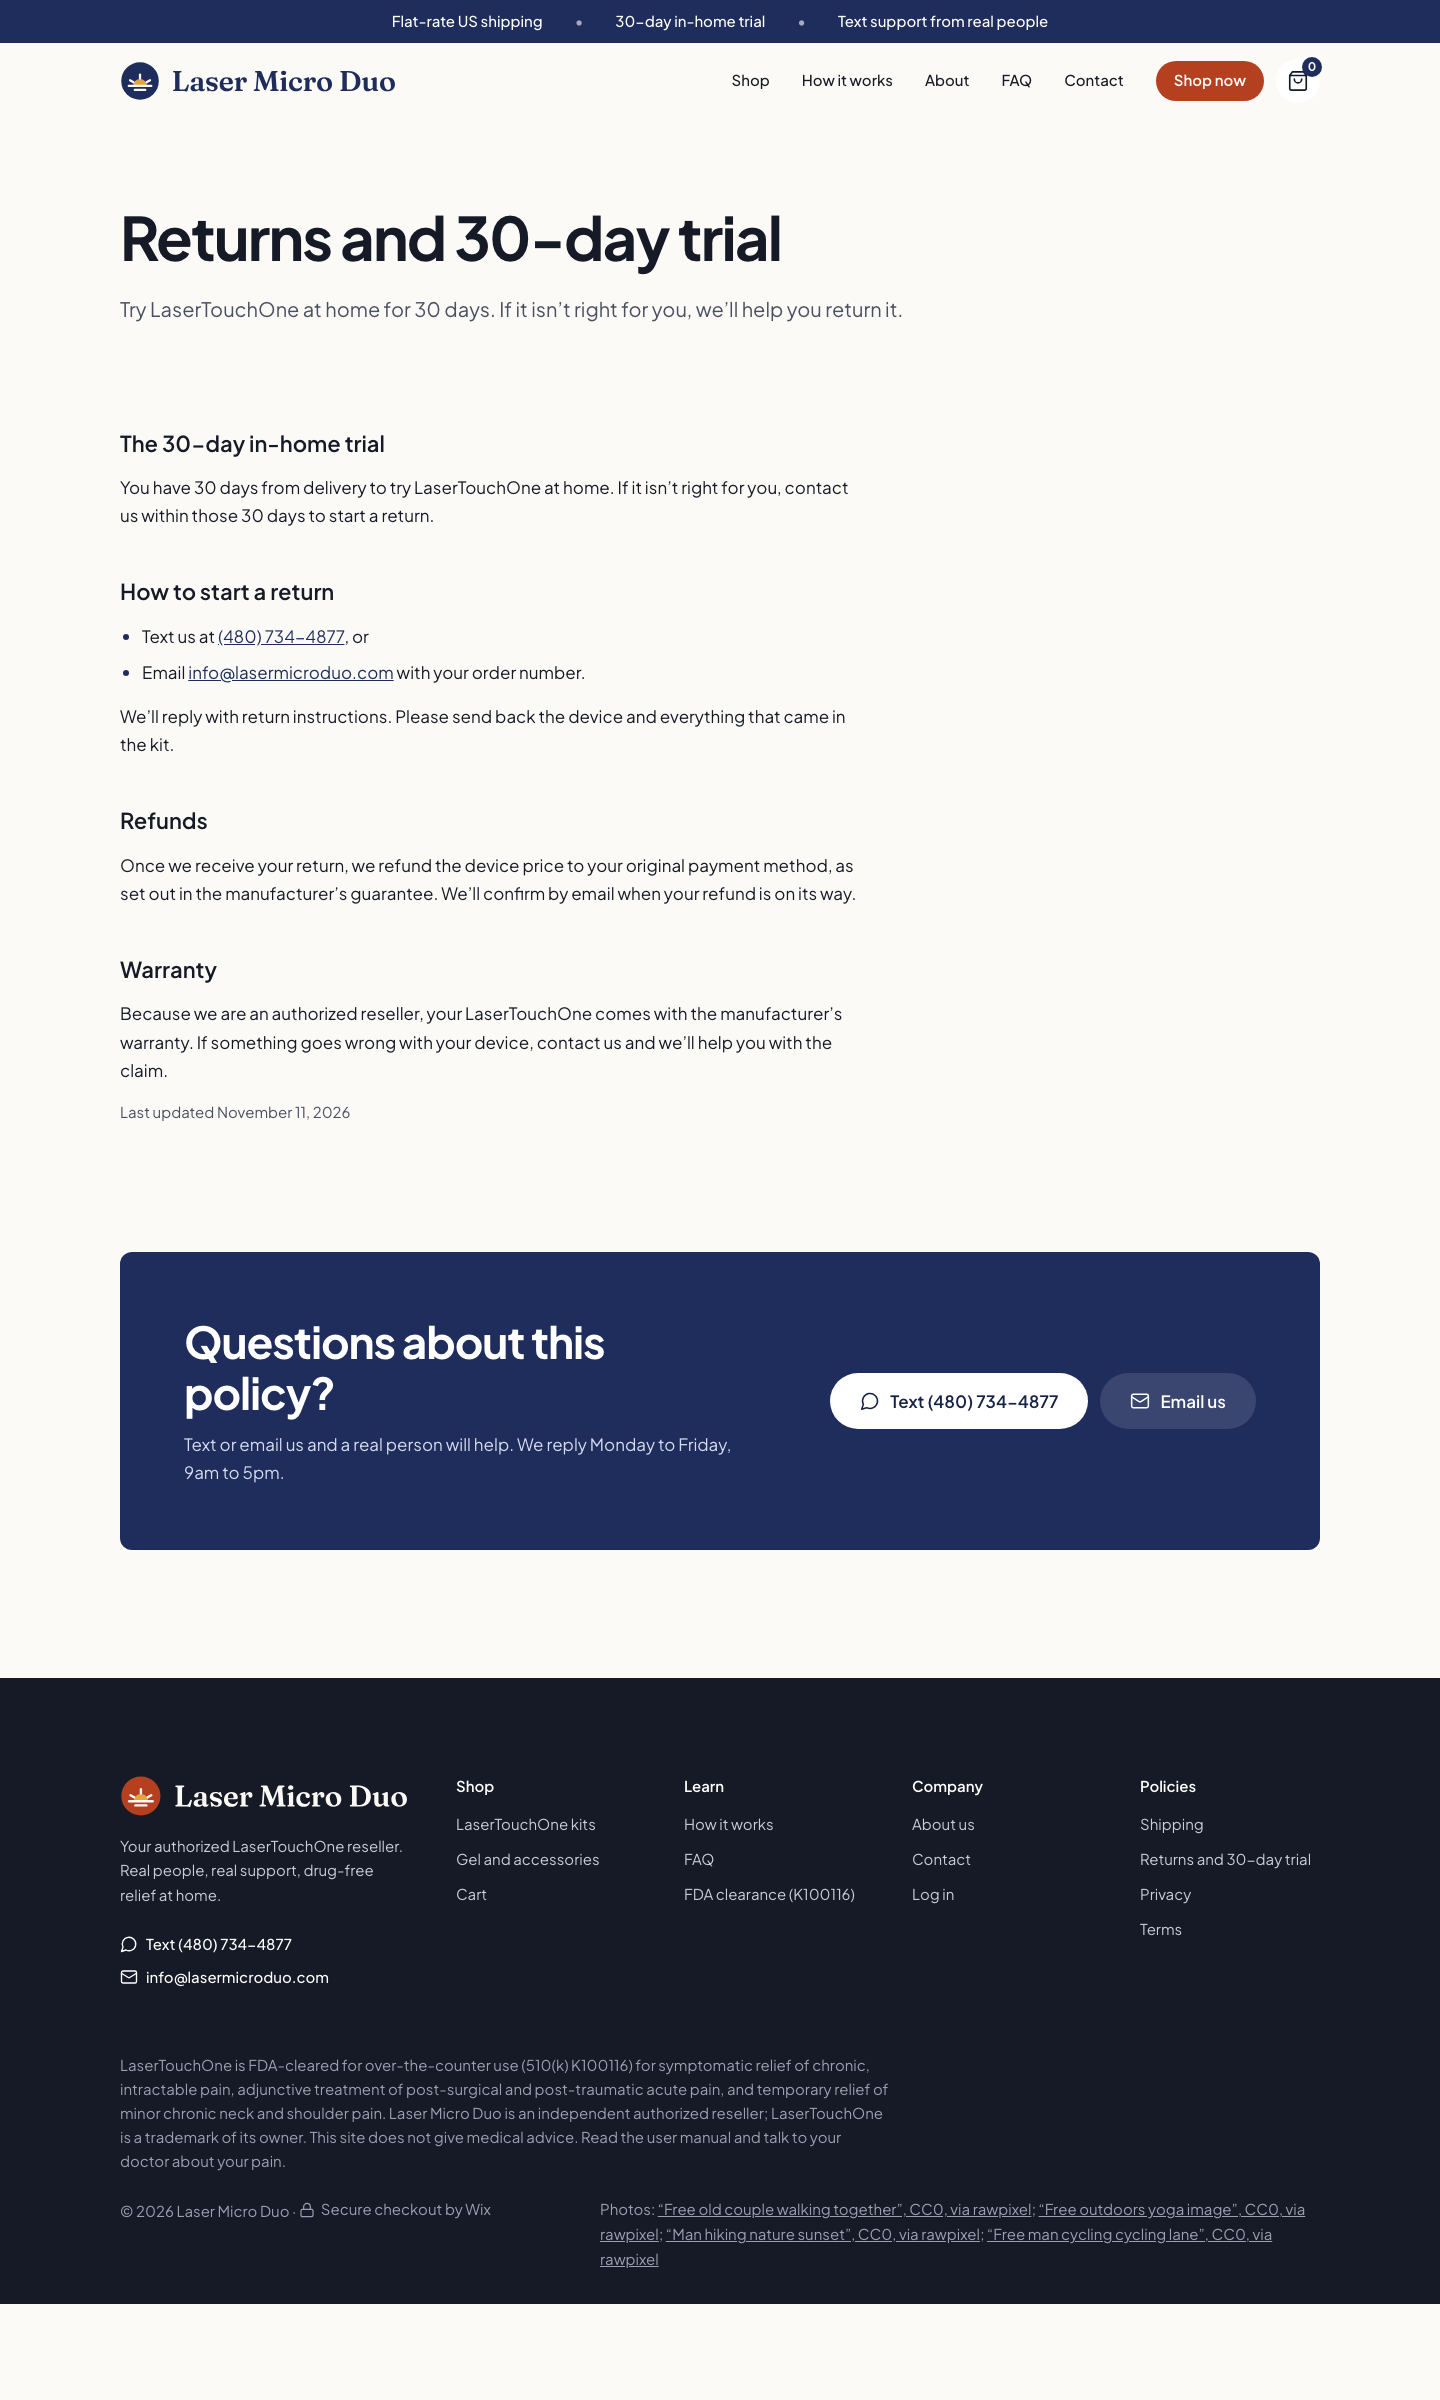 Flat-rate US shipping • 30-day in-home trial • Text support from real people
Laser Micro Duo
Shop How it works About FAQ Contact Shop now 0
Returns and 30-day trial
Try LaserTouchOne at home for 30 days. If it isn’t right for you, we’ll help you return it.
The 30-day in-home trial
You have 30 days from delivery to try LaserTouchOne at home. If it isn’t right for you, contact
us within those 30 days to start a return.
How to start a return
• Text us at (480) 734-4877, or
• Email info@lasermicroduo.com with your order number.
We’ll reply with return instructions. Please send back the device and everything that came in
the kit.
Refunds
Once we receive your return, we refund the device price to your original payment method, as
set out in the manufacturer’s guarantee. We’ll confirm by email when your refund is on its way.
Warranty
Because we are an authorized reseller, your LaserTouchOne comes with the manufacturer’s
warranty. If something goes wrong with your device, contact us and we’ll help you with the
claim.
Last updated November 11, 2026
Questions about this
policy?
Text or email us and a real person will help. We reply Monday to Friday,
9am to 5pm.
Text (480) 734-4877
Email us
Laser Micro Duo
Your authorized LaserTouchOne reseller.
Real people, real support, drug-free
relief at home.
Text (480) 734-4877
info@lasermicroduo.com
Shop
LaserTouchOne kits
Gel and accessories
Cart
Learn
How it works
FAQ
FDA clearance (K100116)
Company
About us
Contact
Log in
Policies
Shipping
Returns and 30-day trial
Privacy
Terms
LaserTouchOne is FDA-cleared for over-the-counter use (510(k) K100116) for symptomatic relief of chronic,
intractable pain, adjunctive treatment of post-surgical and post-traumatic acute pain, and temporary relief of
minor chronic neck and shoulder pain. Laser Micro Duo is an independent authorized reseller; LaserTouchOne
is a trademark of its owner. This site does not give medical advice. Read the user manual and talk to your
doctor about your pain.
© 2026 Laser Micro Duo · Secure checkout by Wix
Photos: “Free old couple walking together”, CC0, via rawpixel; “Free outdoors yoga image”, CC0, via
rawpixel; “Man hiking nature sunset”, CC0, via rawpixel; “Free man cycling cycling lane”, CC0, via
rawpixel